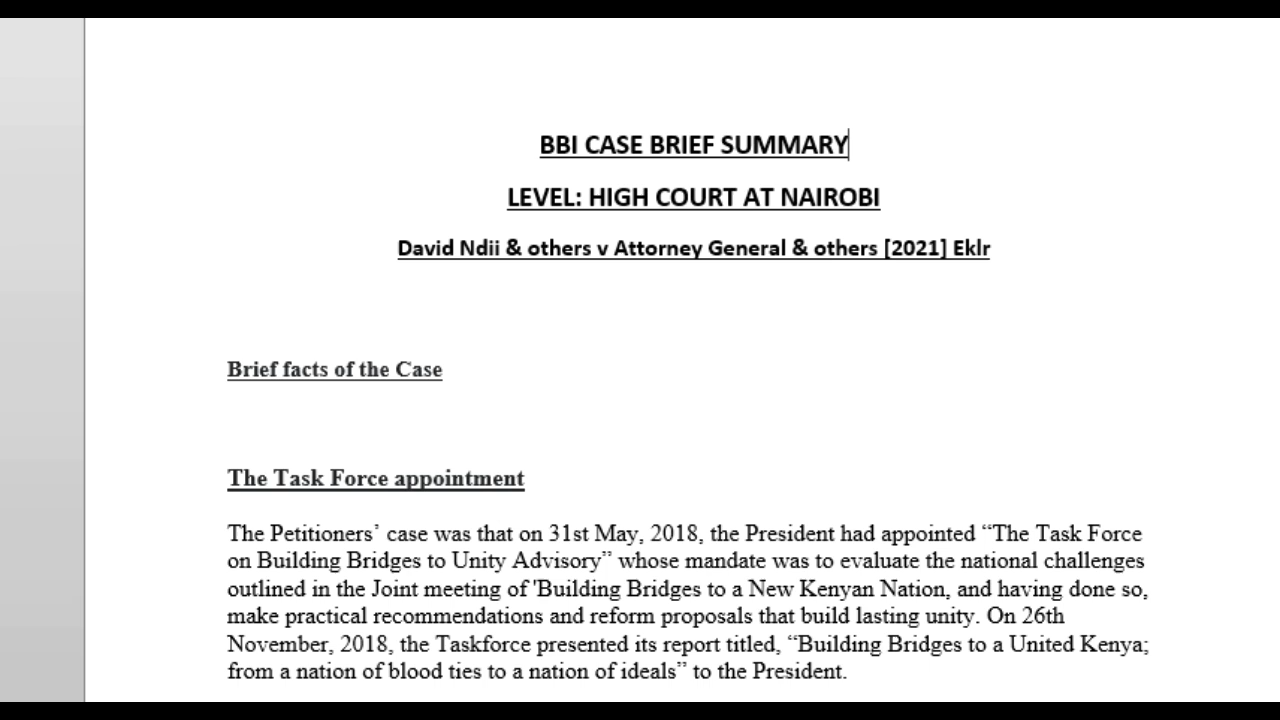 BBI CASE BRIEF SUMMARY
LEVEL: HIGH COURT AT NAIROBI
David Ndii & others v Attorney General & others [2021] Eklr
Brief facts of the Case
The Task Force appointment
The Petitioners’ case was that on 31st May, 2018, the President had appointed “The Task Force
on Building Bridges to Unity Advisory” whose mandate was to evaluate the national challenges
outlined in the Joint meeting of 'Building Bridges to a New Kenyan Nation, and having done so,
make practical recommendations and reform proposals that build lasting unity. On 26th
November, 2018, the Taskforce presented its report titled, “Building Bridges to a United Kenya;
from a nation of blood ties to a nation of ideals” to the President.